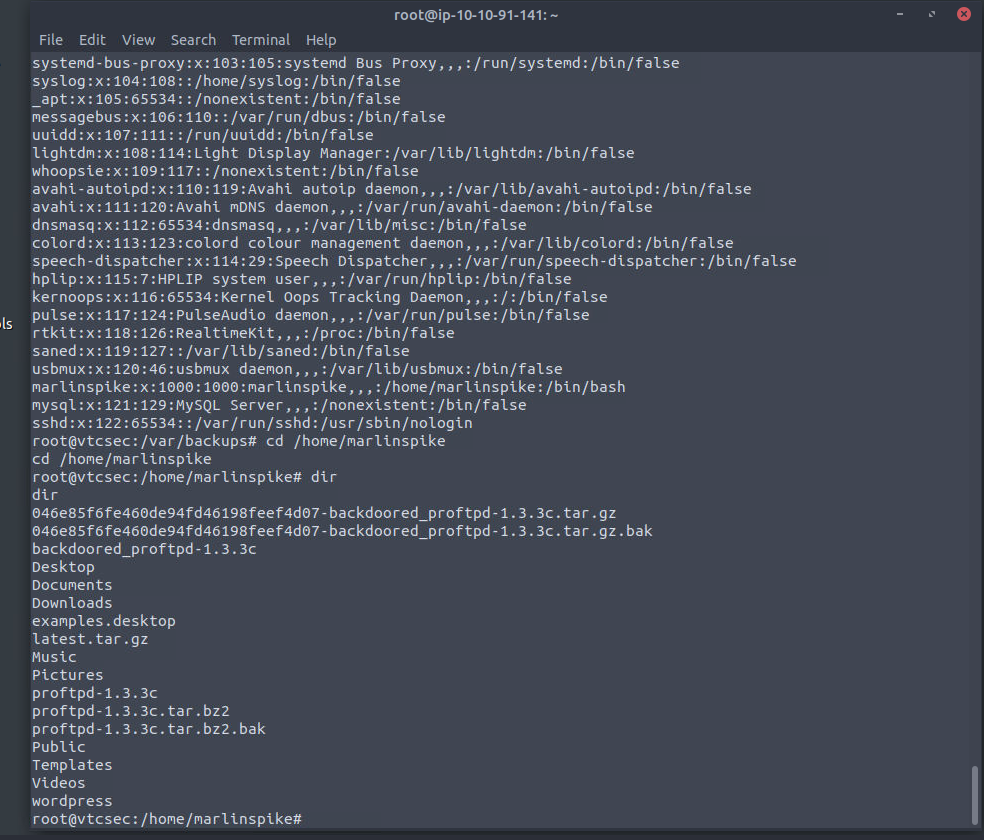 root@ip-10-10-91-141: ~
File Edit View Search Terminal Help
systemd-bus-proxy:x:103:105:systemd Bus Proxy,,,:/run/systemd:/bin/false
syslog:x:104:108::/home/syslog:/bin/false
_apt:x:105:65534::/nonexistent:/bin/false
messagebus:x:106:110::/var/run/dbus:/bin/false
uuidd:x:107:111::/run/uuidd:/bin/false
lightdm:x:108:114:Light Display Manager:/var/lib/lightdm:/bin/false
whoopsie:x:109:117::/nonexistent:/bin/false
avahi-autoipd:x:110:119:Avahi autoip daemon,,,:/var/lib/avahi-autoipd:/bin/false
avahi:x:111:120:Avahi mDNS daemon,,,:/var/run/avahi-daemon:/bin/false
dnsmasq:x:112:65534:dnsmasq,,,:/var/lib/misc:/bin/false
colord:x:113:123:colord colour management daemon,,,:/var/lib/colord:/bin/false
speech-dispatcher:x:114:29:Speech Dispatcher,,,:/var/run/speech-dispatcher:/bin/false
hplip:x:115:7:HPLIP system user,,,:/var/run/hplip:/bin/false
kernoops:x:116:65534:Kernel Oops Tracking Daemon,,,:/:/bin/false
pulse:x:117:124:PulseAudio daemon,,,:/var/run/pulse:/bin/false
rtkit:x:118:126:RealtimeKit,,,:/proc:/bin/false
ols
saned:x:119:127::/var/lib/saned:/bin/false
usbmux:x:120:46:usbmux daemon,,,:/var/lib/usbmux:/bin/false
marlinspike:x:1000:1000:marlinspike,,,:/home/marlinspike:/bin/bash
mysql:x:121:129:MySQL Server,,,:/nonexistent:/bin/false
sshd:x:122:65534::/var/run/sshd:/usr/sbin/nologin
root@vtcsec:/var/backups# cd /home/marlinspike
cd /home/marlinspike
root@vtcsec:/home/marlinspike# dir
dir
046e85f6fe460de94fd46198feef4d07-backdoored_proftpd-1.3.3c.tar.gz
046e85f6fe460de94fd46198feef4d07-backdoored_proftpd-1.3.3c.tar.gz.bak
backdoored_proftpd-1.3.3c
Desktop
Documents
Downloads
examples.desktop
latest.tar.gz
Music
Pictures
proftpd-1.3.3c
proftpd-1.3.3c.tar.bz2
proftpd-1.3.3c.tar.bz2.bak
Public
Templates
Videos
wordpress
root@vtcsec:/home/marlinspike#